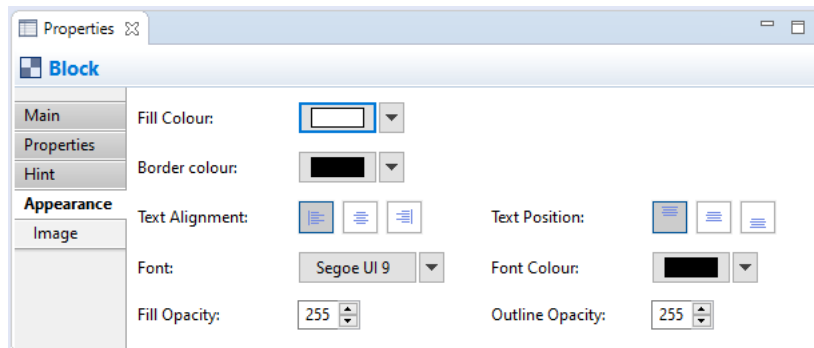 Properties
Block
Main
Properties
Hint
Appearance
Image
Fill Colour:
Border colour:
Text Alignment: Text Position:
Font: Segoe UI 9 Font Colour:
Fill Opacity: 255 Outline Opacity: 255